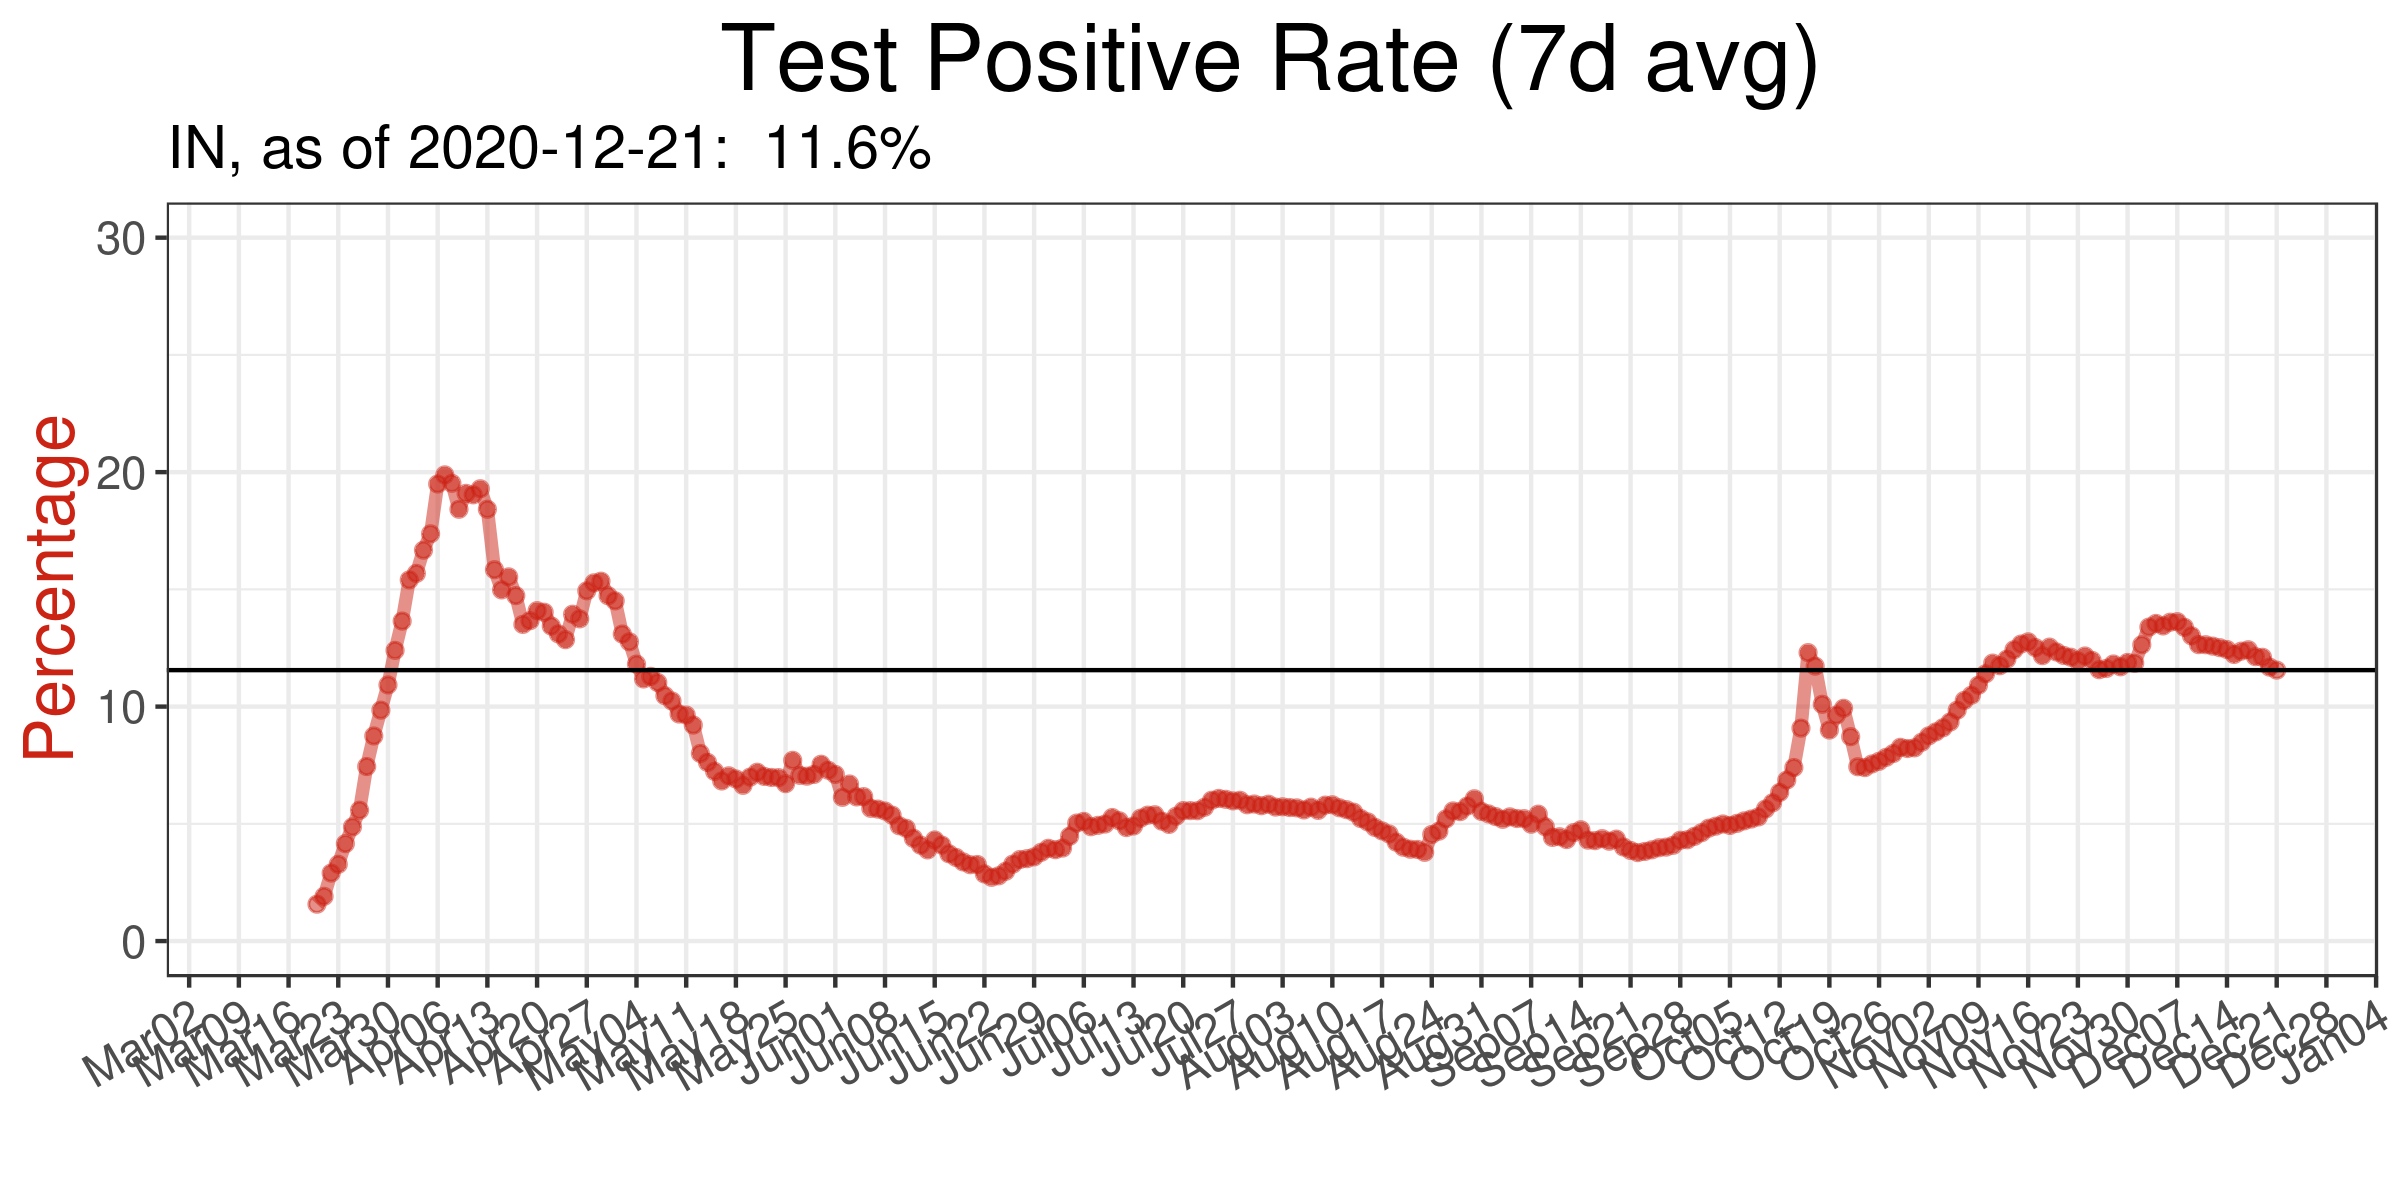 Test Positive Rate (7d avg)
IN, as of 2020-12-21:  11.6%
Percentage
30
20
10
0
Mar02
Mar09
Mar16
Mar23
Mar30
Apr06
Apr13
Apr20
Apr27
May04
May11
May18
May25
Jun01
Jun08
Jun15
Jun22
Jun29
Jul06
Jul13
Jul20
Jul27
Aug03
Aug10
Aug17
Aug24
Aug31
Sep07
Sep14
Sep21
Sep28
Oct05
Oct12
Oct19
Oct26
Nov02
Nov09
Nov16
Nov23
Nov30
Dec07
Dec14
Dec21
Dec28
Jan04